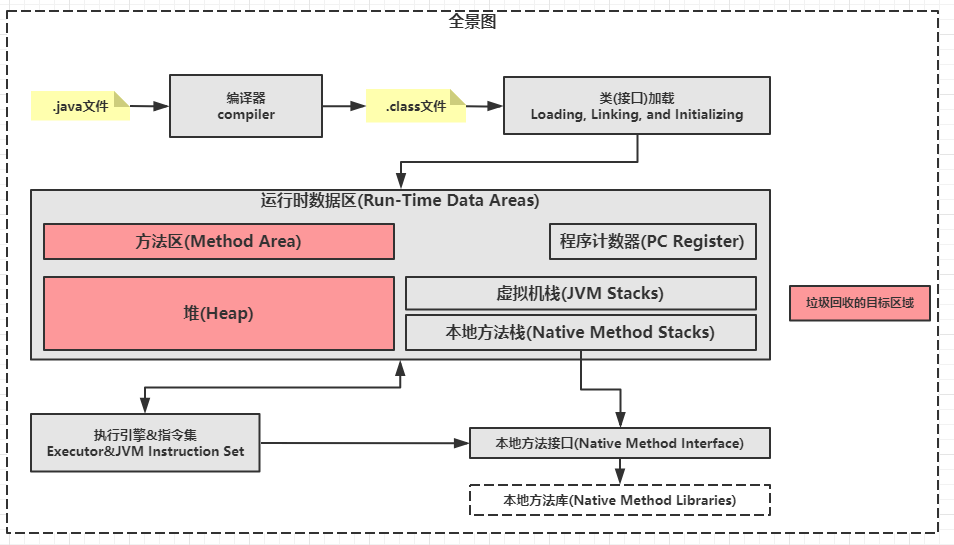 全景图
.java文件
编译器
compiler
.class文件
类(接口)加载
Loading, Linking, and Initializing
运行时数据区(Run-Time Data Areas)
方法区(Method Area)
程序计数器(PC Register)
堆(Heap)
虚拟机栈(JVM Stacks)
本地方法栈(Native Method Stacks)
垃圾回收的目标区域
执行引擎&指令集
Executor&JVM Instruction Set
本地方法接口(Native Method Interface)
本地方法库(Native Method Libraries)